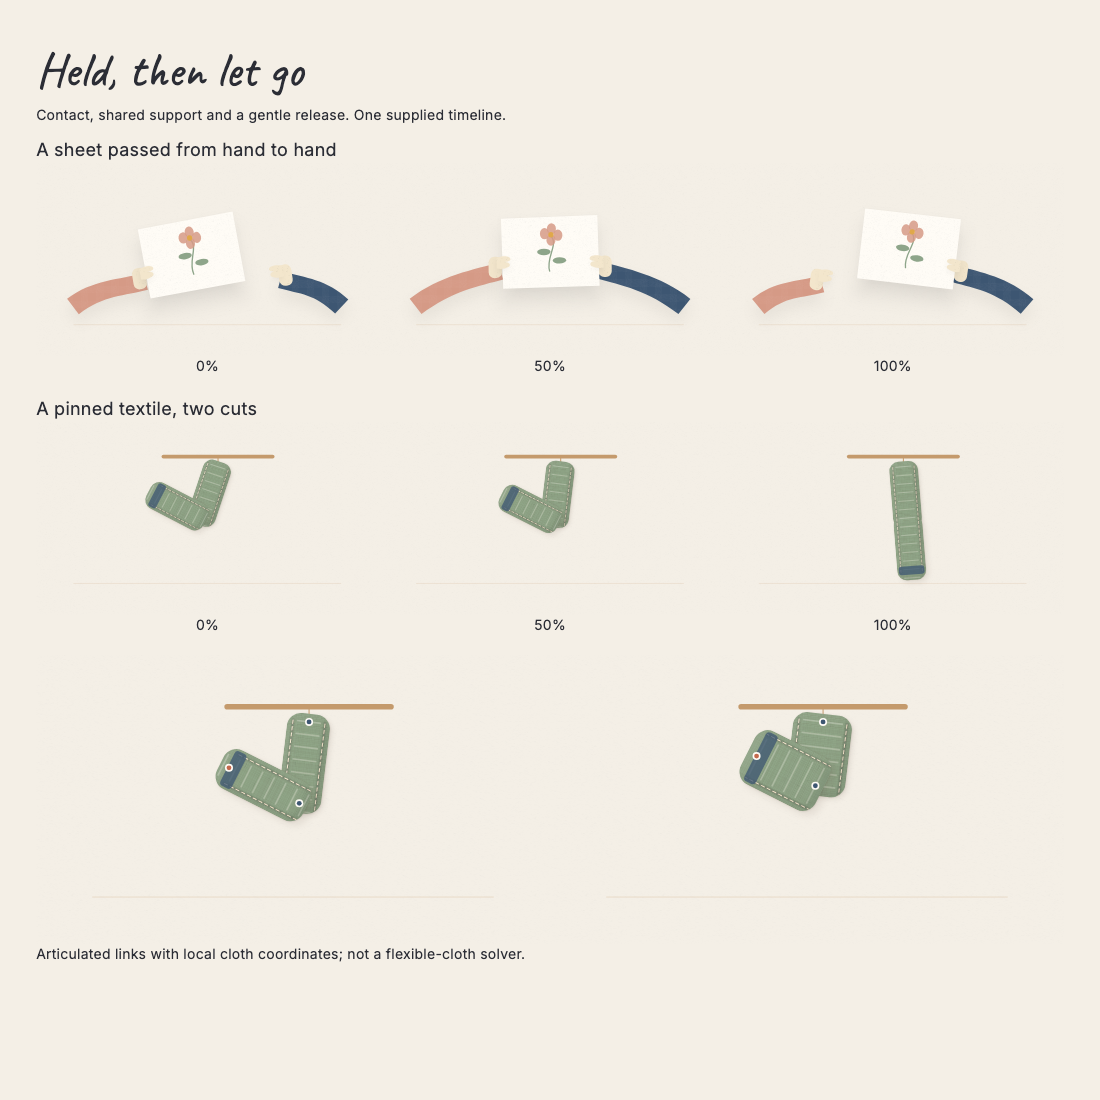 Held, then let go
Contact, shared support and a gentle release. One supplied timeline.
A sheet passed from hand to hand
0%
50%
100%
A pinned textile, two cuts
0%
50%
100%
Articulated links with local cloth coordinates; not a flexible-cloth solver.